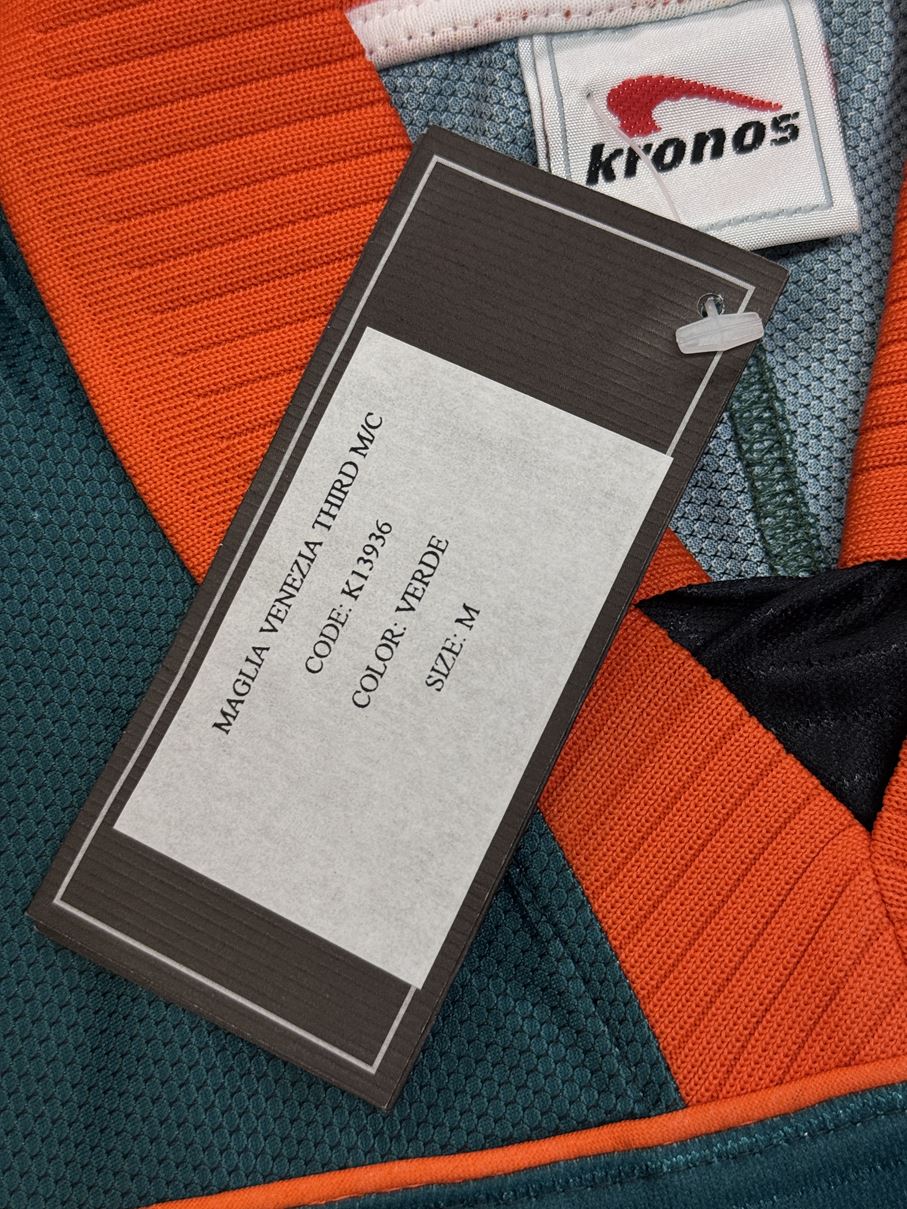 kronos
MAGLIA VENEZIA THIRD M/C
CODE: K13936
COLOR: VERDE
SIZE: M